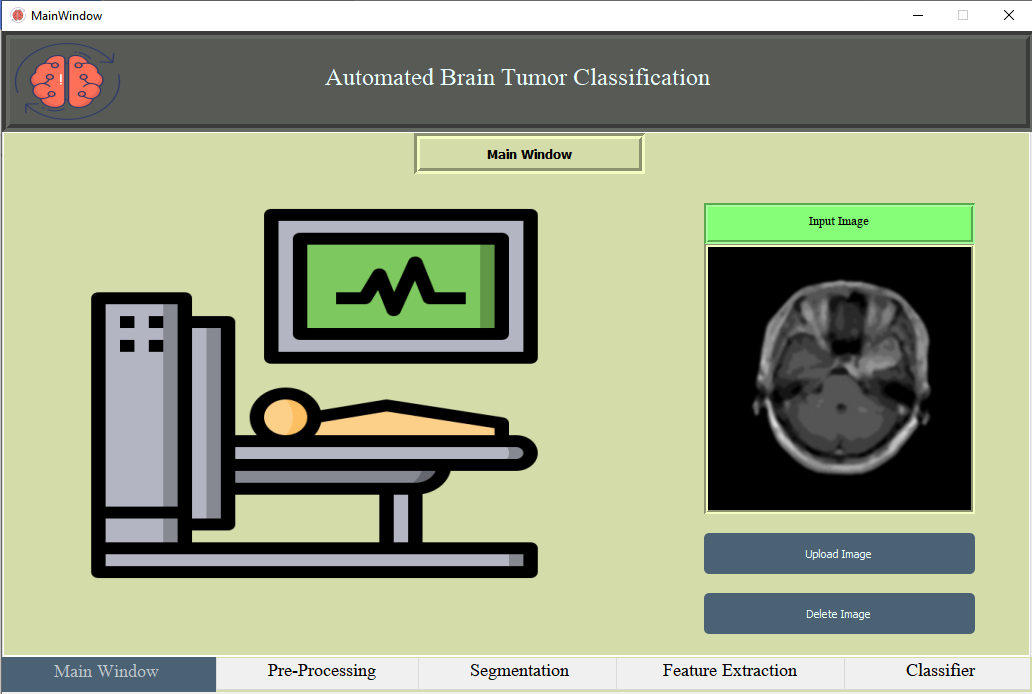 MainWindow
Automated Brain Tumor Classification
Main Window
Input Image
Upload Image
Delete Image
Main Window Pre-Processing Segmentation Feature Extraction Classifier